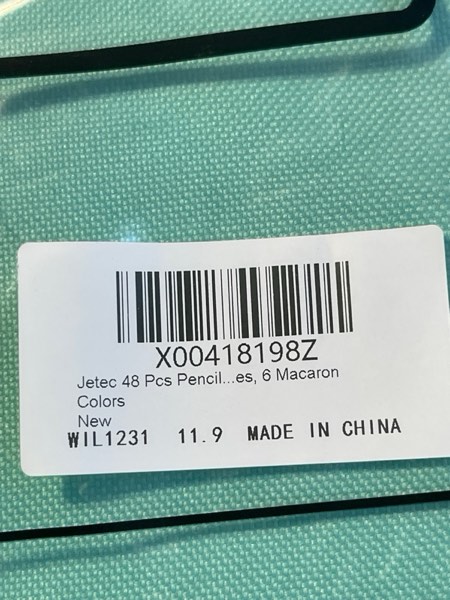 X00418198Z
Jetec 48 Pcs Pencil...es, 6 Macaron
Colors
New
WIL1231 11.9 MADE IN CHINA